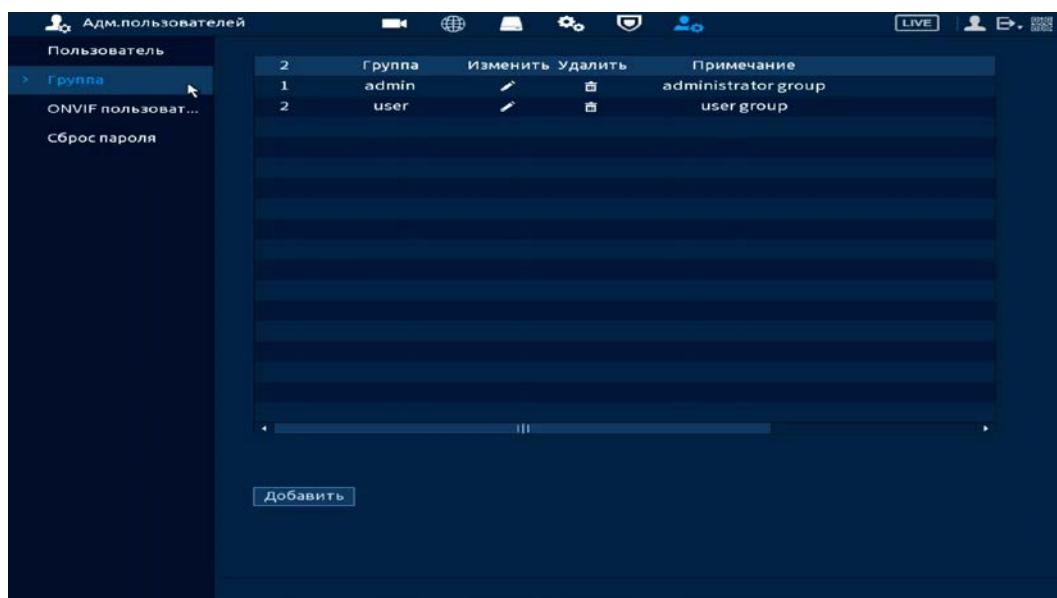 Адм.пользователей LIVE
Пользователь
Группа
ONVIF пользоват...
Сброс пароля
2 Группа Изменить Удалить Примечание
1 admin administrator group
2 user user group
Добавить